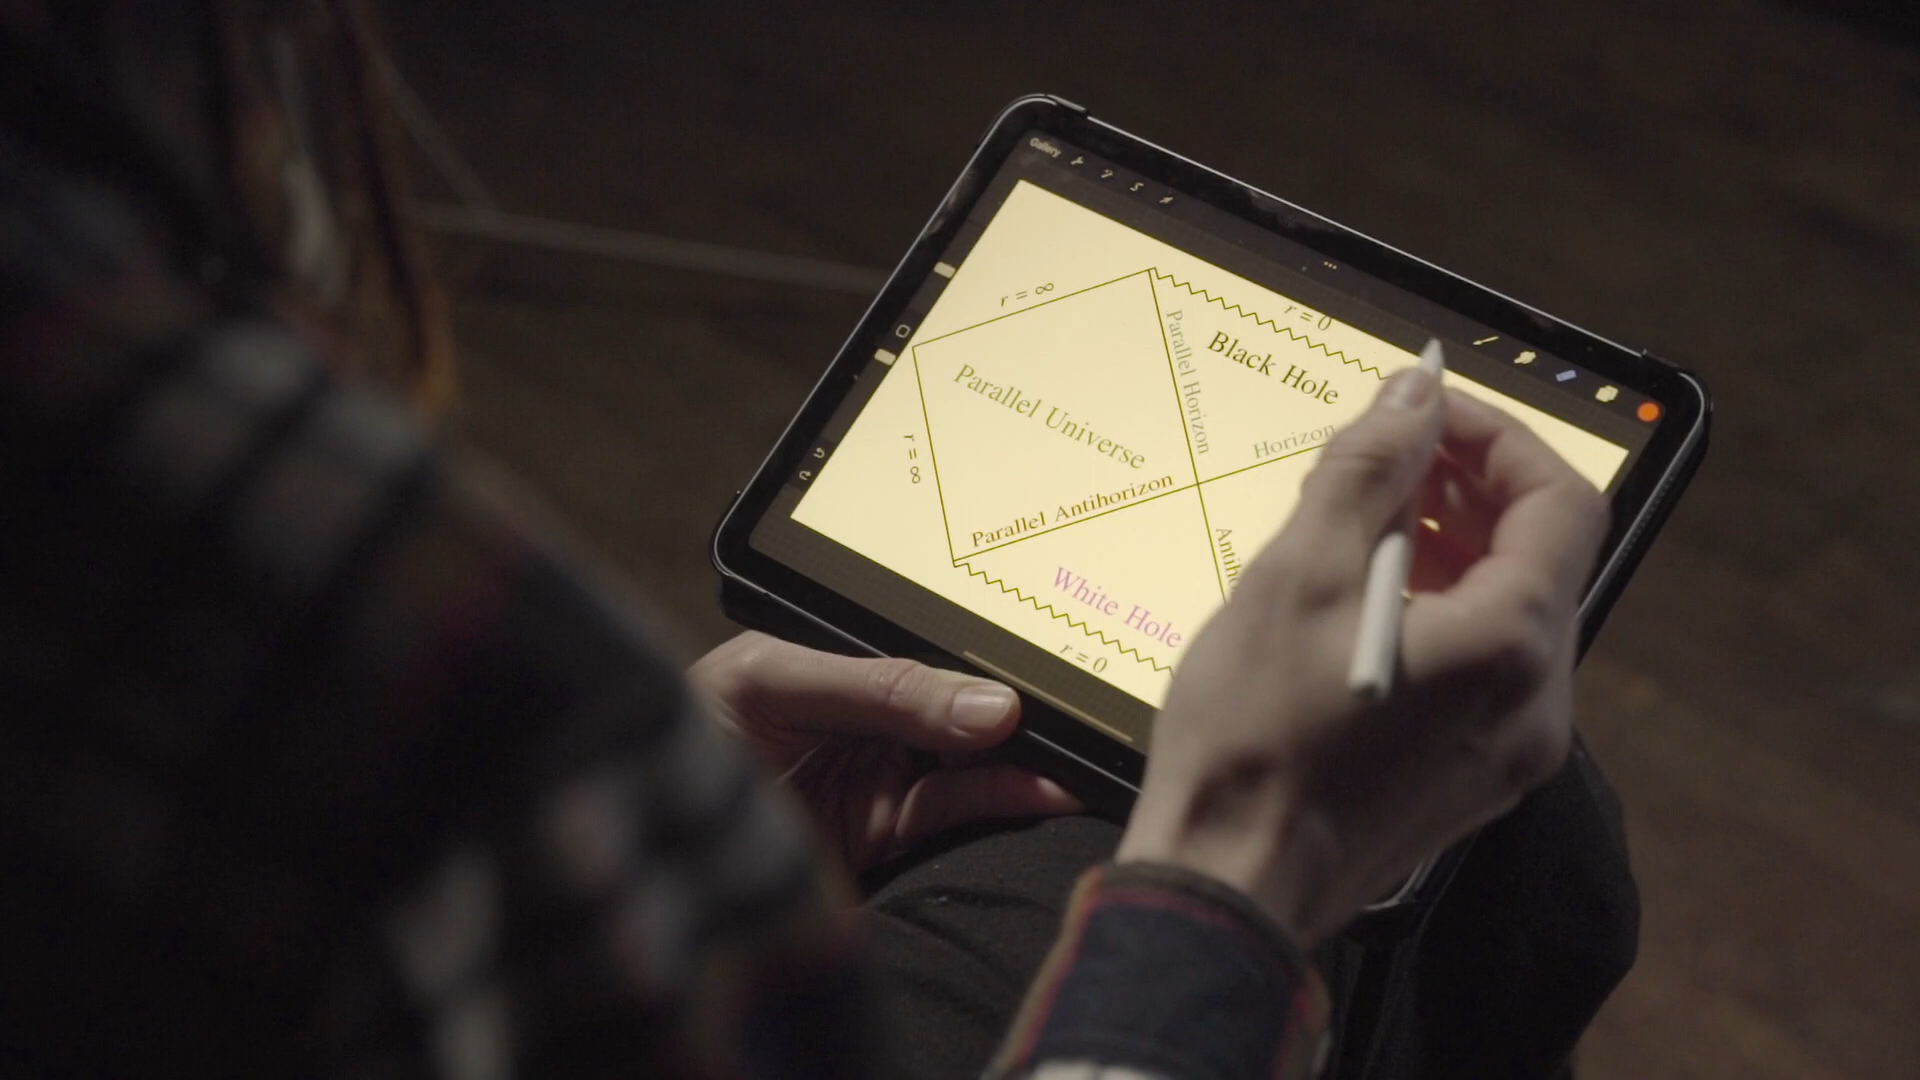 Gallery
r = ∞
r = 0
Parallel Horizon
Black Hole
Parallel Universe
Horizon
r = ∞
Parallel Antihorizon
White Hole
r = 0